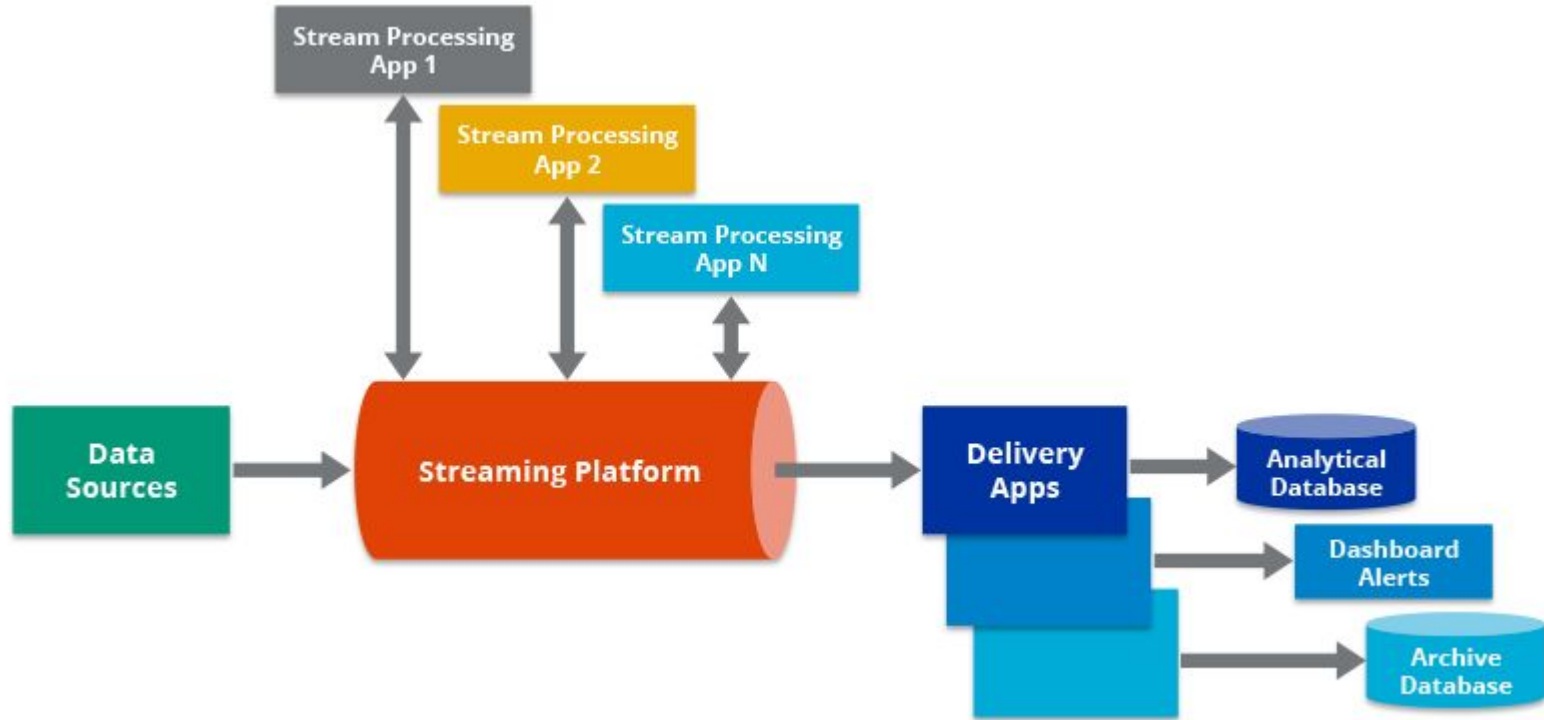 Stream Processing
App 1
Stream Processing
App 2
Stream Processing
App N
Data
Sources
Streaming Platform
Delivery
Apps
Analytical
Database
Dashboard
Alerts
Archive
Database